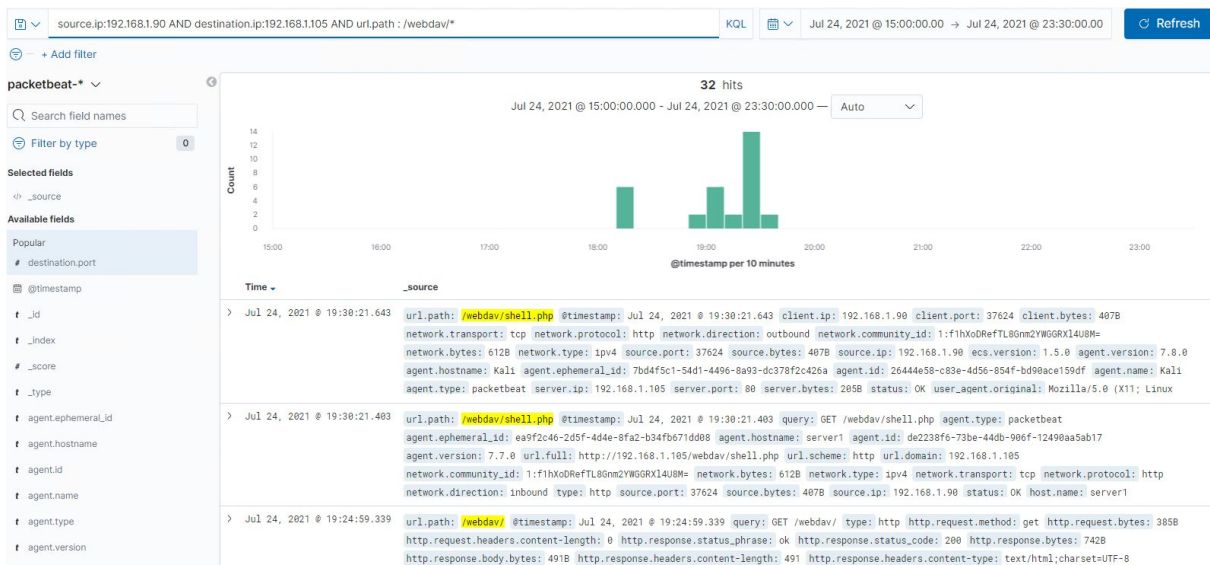 source.ip:192.168.1.90 AND destination.ip:192.168.1.105 AND url.path : /webdav/*
KQL
Jul 24, 2021 @ 15:00:00.00 → Jul 24, 2021 @ 23:30:00.00
Refresh
+ Add filter
packetbeat-*
Search field names
Filter by type 0
Selected fields
_source
Available fields
Popular
# destination.port
@timestamp
t _id
t _index
# _score
t _type
t agent.ephemeral_id
t agent.hostname
t agent.id
t agent.name
t agent.type
t agent.version
32 hits
Jul 24, 2021 @ 15:00:00.000 - Jul 24, 2021 @ 23:30:00.000 — Auto
Count
14
12
10
8
6
4
2
0
15:00 16:00 17:00 18:00 19:00 20:00 21:00 22:00 23:00
@timestamp per 10 minutes
Time _source
Jul 24, 2021 @ 19:30:21.643 url.path: /webdav/shell.php @timestamp: Jul 24, 2021 @ 19:30:21.643 client.ip: 192.168.1.90 client.port: 37624 client.bytes: 407B
network.transport: tcp network.protocol: http network.direction: outbound network.community_id: 1:f1hXoDRefTL8Gnm2YWGGRXl4U8M=
network.bytes: 612B network.type: ipv4 source.port: 37624 source.bytes: 407B source.ip: 192.168.1.90 ecs.version: 1.5.0 agent.version: 7.8.0
agent.hostname: Kali agent.ephemeral_id: 7bd4f5c1-54d1-4496-8a93-dc378f2c426a agent.id: 26444e58-c83e-4d56-854f-bd90ace159df agent.name: Kali
agent.type: packetbeat server.ip: 192.168.1.105 server.port: 80 server.bytes: 205B status: OK user_agent.original: Mozilla/5.0 (X11; Linux
Jul 24, 2021 @ 19:30:21.403 url.path: /webdav/shell.php @timestamp: Jul 24, 2021 @ 19:30:21.403 query: GET /webdav/shell.php agent.type: packetbeat
agent.ephemeral_id: ea9f2c46-2d5f-4d4e-8fa2-b34fb671dd08 agent.hostname: server1 agent.id: de2238f6-73be-44db-906f-12490aa5ab17
agent.version: 7.7.0 url.full: http://192.168.1.105/webdav/shell.php url.scheme: http url.domain: 192.168.1.105
network.community_id: 1:f1hXoDRefTL8Gnm2YWGGRXl4U8M= network.bytes: 612B network.type: ipv4 network.transport: tcp network.protocol: http
network.direction: inbound type: http source.port: 37624 source.bytes: 407B source.ip: 192.168.1.90 status: OK host.name: server1
Jul 24, 2021 @ 19:24:59.339 url.path: /webdav/ @timestamp: Jul 24, 2021 @ 19:24:59.339 query: GET /webdav/ type: http http.request.method: get http.request.bytes: 385B
http.request.headers.content-length: 0 http.response.status_phrase: ok http.response.status_code: 200 http.response.bytes: 742B
http.response.body.bytes: 491B http.response.headers.content-length: 491 http.response.headers.content-type: text/html;charset=UTF-8